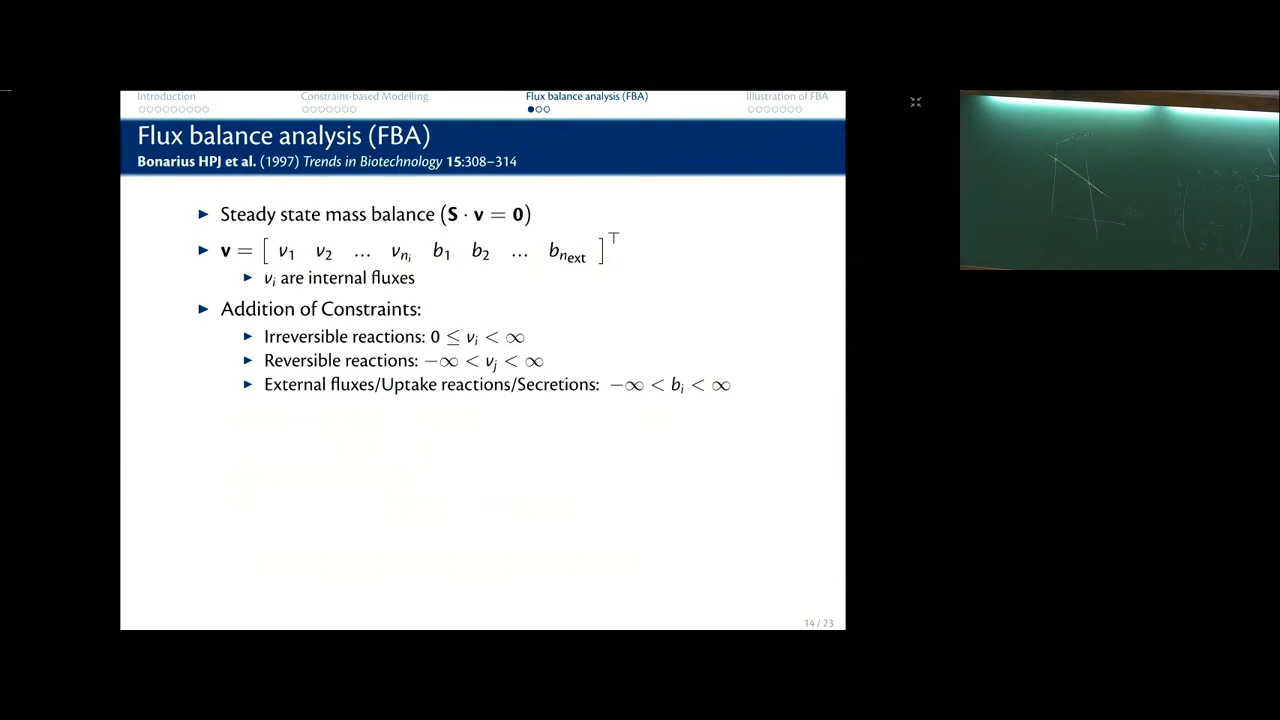 Introduction Constraint-based Modelling Flux balance analysis (FBA) Illustration of FBA
Flux balance analysis (FBA)
Bonarius HPJ et al. (1997) Trends in Biotechnology 15:308–314
► Steady state mass balance (S · v = 0)
► v = [ v₁ v₂ … vₙᵢ b₁ b₂ … bₙₑₓₜ ]⊤
► vᵢ are internal fluxes
► Addition of Constraints:
► Irreversible reactions: 0 ≤ vᵢ < ∞
► Reversible reactions: −∞ < vⱼ < ∞
► External fluxes/Uptake reactions/Secretions: −∞ < bᵢ < ∞
14 / 23